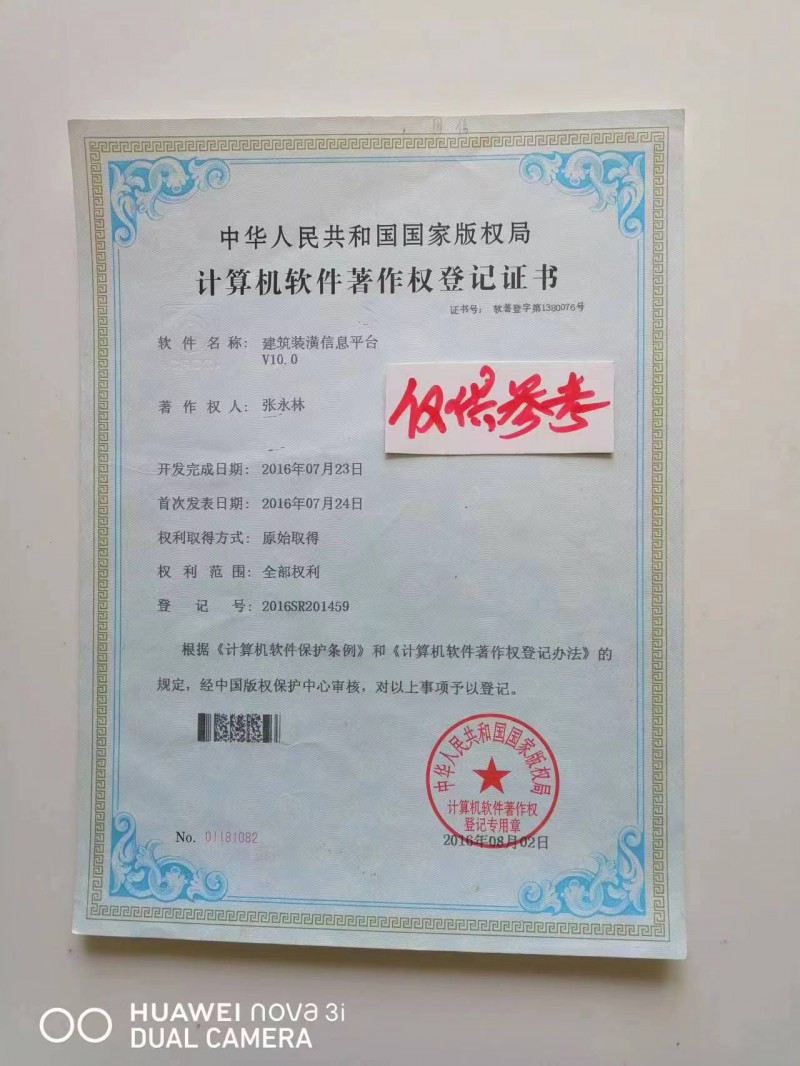 中华人民共和国国家版权局
计算机软件著作权登记证书
证书号： 软著登字第1380076号
软 件 名 称： 建筑装潢信息平台
V10.0
著 作 权 人： 张永林
仅供参考
开发完成日期： 2016年07月23日
首次发表日期： 2016年07月24日
权利取得方式： 原始取得
权 利 范 围： 全部权利
登 记 号： 2016SR201459
根据《计算机软件保护条例》和《计算机软件著作权登记办法》的
规定，经中国版权保护中心审核，对以上事项予以登记。
中华人民共和国国家版权局
计算机软件著作权
登记专用章
No. 01181082
2016年08月02日
HUAWEI nova 3i
DUAL CAMERA